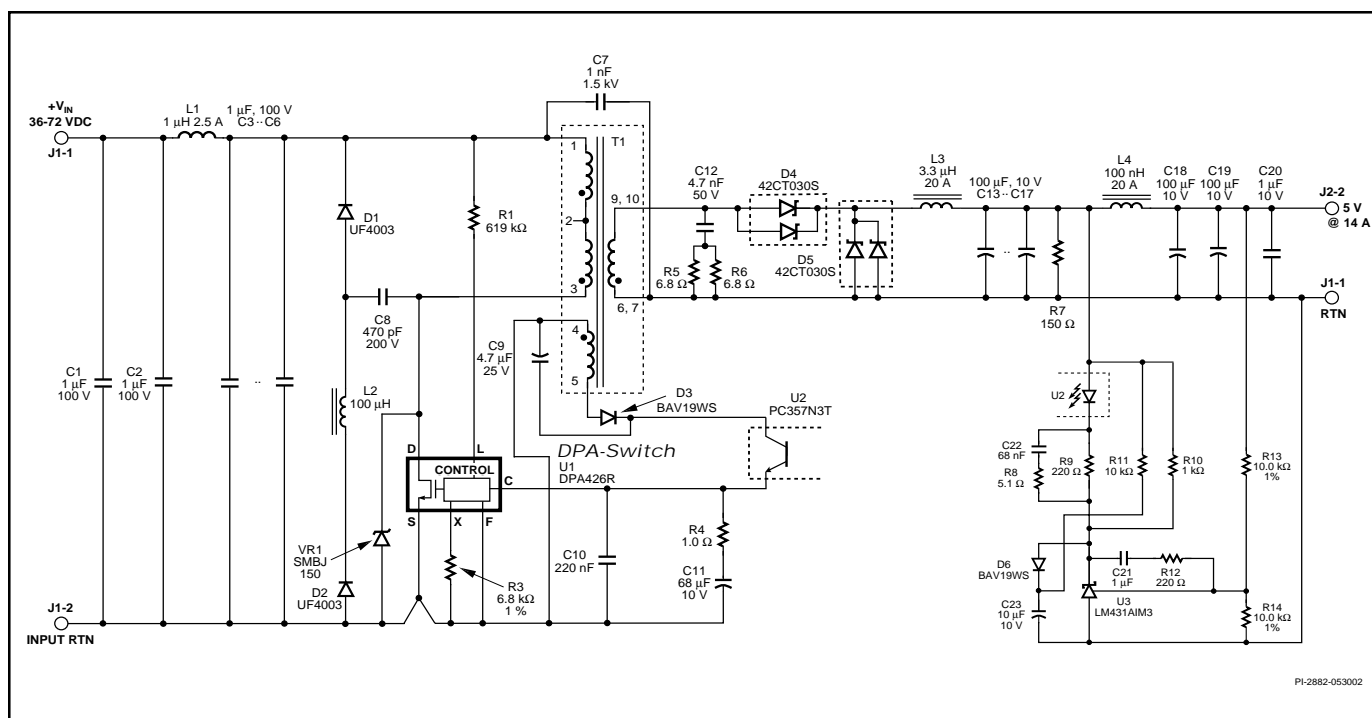 C7
1 nF
1.5 kV
+VIN
36-72 VDC
J1-1
L1
1 μH 2.5 A
1 μF, 100 V
C3 ·· C6
T1
1
2
3
4
5
9, 10
6, 7
D1
UF4003
R1
619 kΩ
C12
4.7 nF
50 V
D4
42CT030S
L3
3.3 μH
20 A
100 μF, 10 V
C13 ·· C17
L4
100 nH
20 A
C18
100 μF
10 V
C19
100 μF
10 V
C20
1 μF
10 V
J2-2
5 V
@ 14 A
D5
42CT030S
R5
6.8 Ω
R6
6.8 Ω
..
J1-1
RTN
R7
150 Ω
C8
470 pF
200 V
C9
4.7 μF
25 V
C1
1 μF
100 V
C2
1 μF
100 V
..
L2
100 μH
D3
BAV19WS
U2
PC357N3T
U2
DPA-Switch
U1
DPA426R
D
L
CONTROL
C
S
X
F
C22
68 nF
R8
5.1 Ω
R9
220 Ω
R11
10 kΩ
R10
1 kΩ
R13
10.0 kΩ
1%
VR1
SMBJ
150
D2
UF4003
R3
6.8 kΩ
1 %
C10
220 nF
R4
1.0 Ω
C11
68 μF
10 V
D6
BAV19WS
C21
1 μF
R12
220 Ω
U3
LM431AIM3
C23
10 μF
10 V
R14
10.0 kΩ
1%
J1-2
INPUT RTN
PI-2882-053002